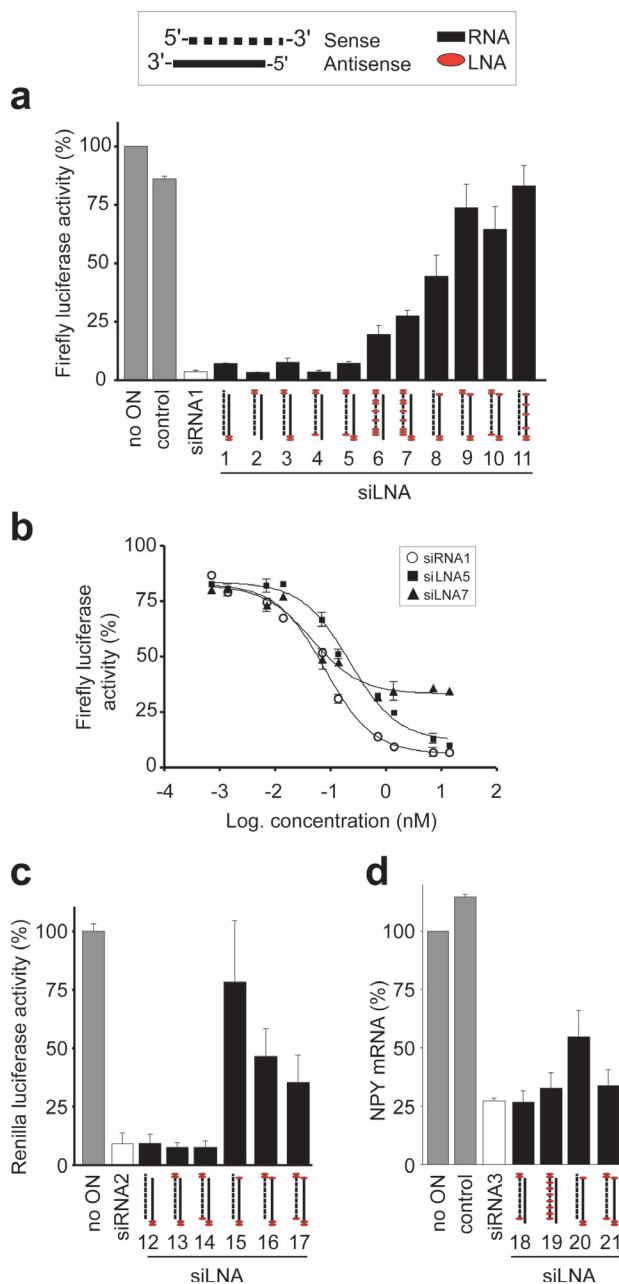 5'- -3' Sense RNA
3'- -5' Antisense LNA
a
Firefly luciferase activity (%)
100
75
50
25
0
no ON control siRNA1 1 2 3 4 5 6 7 8 9 10 11
siLNA
b
Firefly luciferase
activity (%)
100
75
50
25
0
siRNA1
siLNA5
siLNA7
-4 -3 -2 -1 0 1 2
Log. concentration (nM)
c
Renilla luciferase activity (%)
100
75
50
25
0
no ON siRNA2 12 13 14 15 16 17
siLNA
d
NPY mRNA (%)
100
75
50
25
0
no ON control siRNA3 18 19 20 21
siLNA